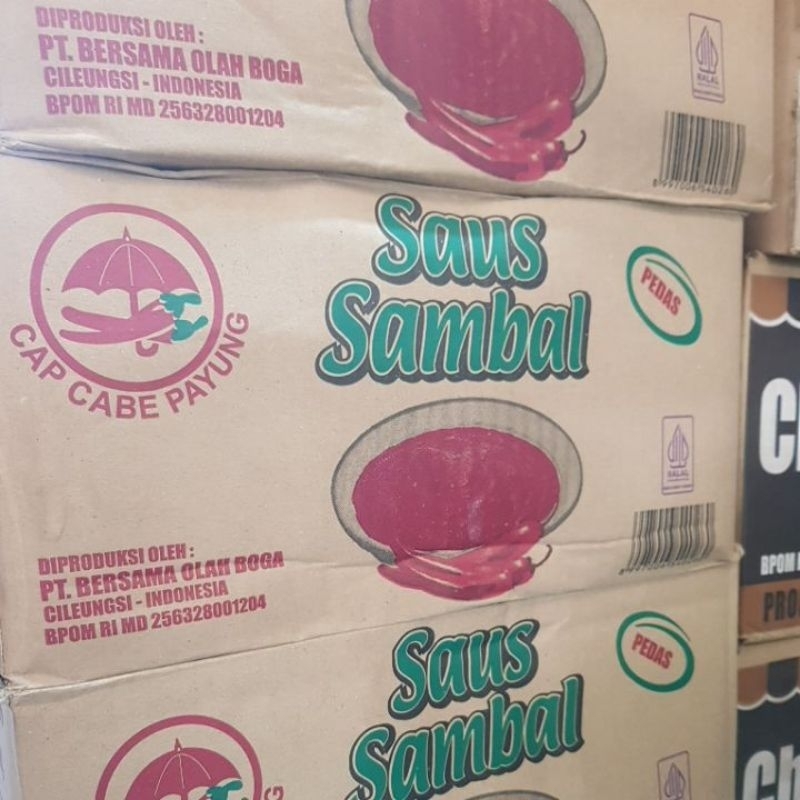 DIPRODUKSI OLEH :
PT. BERSAMA OLAH BOGA
CILEUNGSI - INDONESIA
BPOM RI MD 256328001204
HALAL
Saus
Sambal
PEDAS
CAP CABE PAYUNG
HALAL
DIPRODUKSI OLEH :
PT. BERSAMA OLAH BOGA
CILEUNGSI - INDONESIA
BPOM RI MD 256328001204
BPOM
PRO
Saus
Sambal
PEDAS